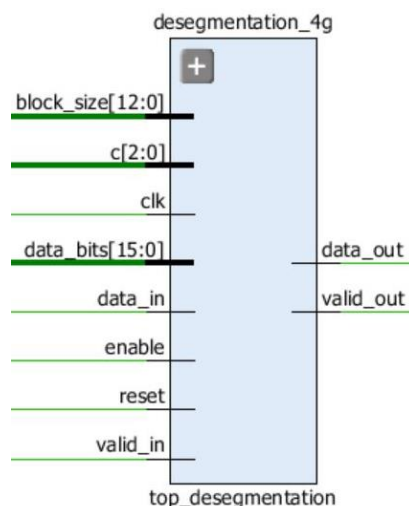 desegmentation_4g
+
block_size[12:0]
c[2:0]
clk
data_bits[15:0]
data_out
data_in
valid_out
enable
reset
valid_in
top_desegmentation